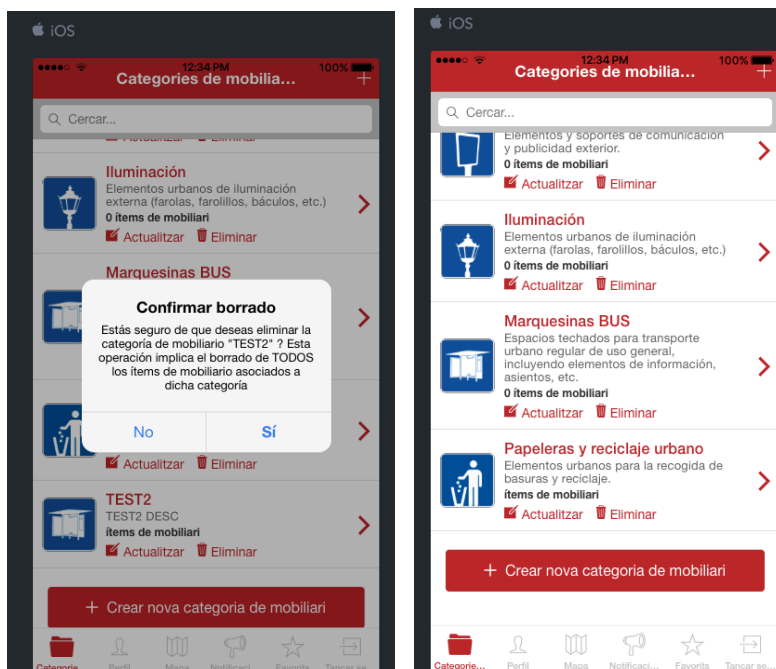 iOS
12:34 PM
100%
Categories de mobilia...
+
Cercar...
Actualitzar Eliminar
Iluminación
Elementos urbanos de iluminación
externa (farolas, farolillos, báculos, etc.)
0 ítems de mobiliari
Actualitzar Eliminar
Marquesinas BUS
Confirmar borrado
Estás seguro de que deseas eliminar la
categoría de mobiliario "TEST2" ? Esta
operación implica el borrado de TODOS
los ítems de mobiliario asociados a
dicha categoría
No Sí
Actualitzar Eliminar
TEST2
TEST2 DESC
ítems de mobiliari
Actualitzar Eliminar
+ Crear nova categoria de mobiliari
Categorie... Perfil Mapa Notificaci... Favorits Tancar se...
iOS
12:34 PM
100%
Categories de mobilia...
+
Cercar...
Elementos y soportes de comunicación
y publicidad exterior.
0 ítems de mobiliari
Actualitzar Eliminar
Iluminación
Elementos urbanos de iluminación
externa (farolas, farolillos, báculos, etc.)
0 ítems de mobiliari
Actualitzar Eliminar
Marquesinas BUS
Espacios techados para transporte
urbano regular de uso general,
incluyendo elementos de información,
asientos, etc.
0 ítems de mobiliari
Actualitzar Eliminar
Papeleras y reciclaje urbano
Elementos urbanos para la recogida de
basuras y reciclaje.
ítems de mobiliari
Actualitzar Eliminar
+ Crear nova categoria de mobiliari
Categorie... Perfil Mapa Notificaci... Favorits Tancar se...